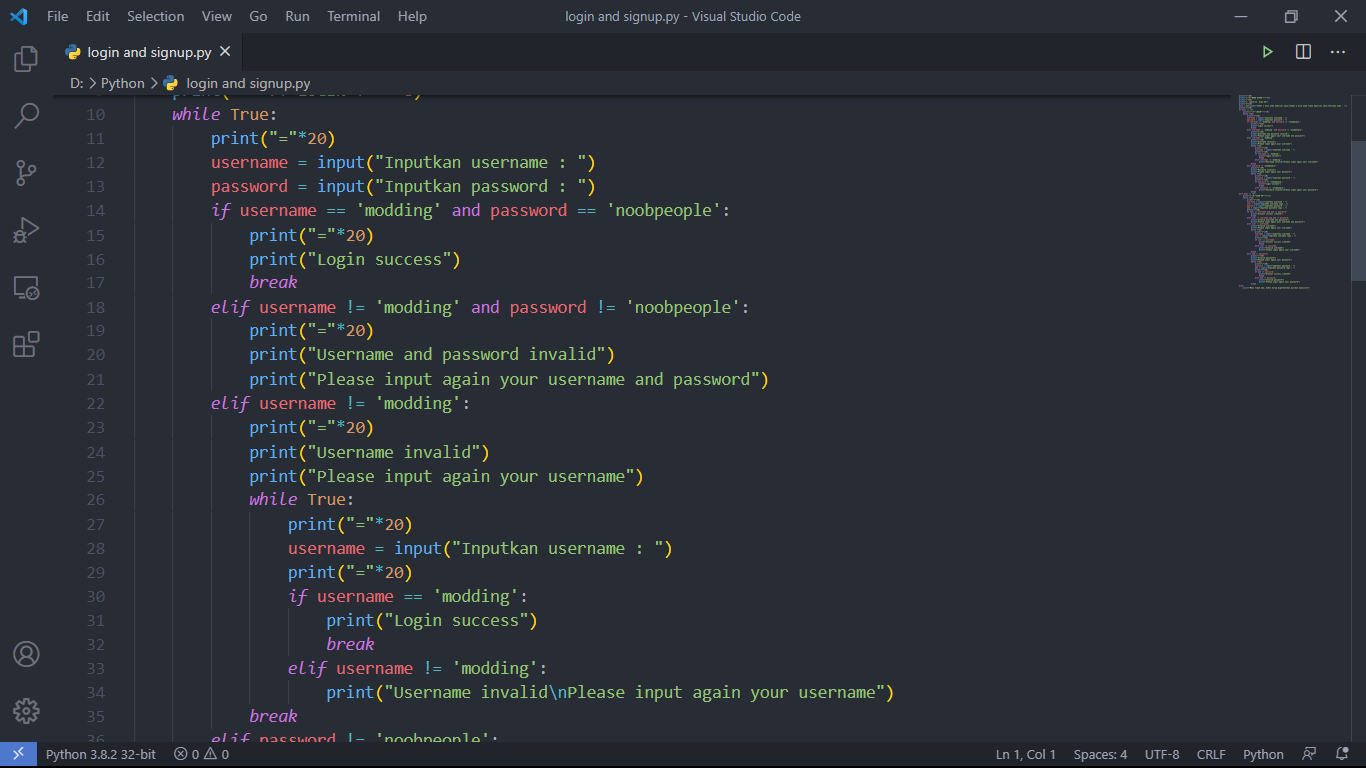 File Edit Selection View Go Run Terminal Help login and signup.py - Visual Studio Code
login and signup.py
D: > Python > login and signup.py
10 while True:
11 print("="*20)
12 username = input("Inputkan username : ")
13 password = input("Inputkan password : ")
14 if username == 'modding' and password == 'noobpeople':
15 print("="*20)
16 print("Login success")
17 break
18 elif username != 'modding' and password != 'noobpeople':
19 print("="*20)
20 print("Username and password invalid")
21 print("Please input again your username and password")
22 elif username != 'modding':
23 print("="*20)
24 print("Username invalid")
25 print("Please input again your username")
26 while True:
27 print("="*20)
28 username = input("Inputkan username : ")
29 print("="*20)
30 if username == 'modding':
31 print("Login success")
32 break
33 elif username != 'modding':
34 print("Username invalid\nPlease input again your username")
35 break
36 elif password != 'noobpeople':
Python 3.8.2 32-bit 0 0 Ln 1, Col 1 Spaces: 4 UTF-8 CRLF Python